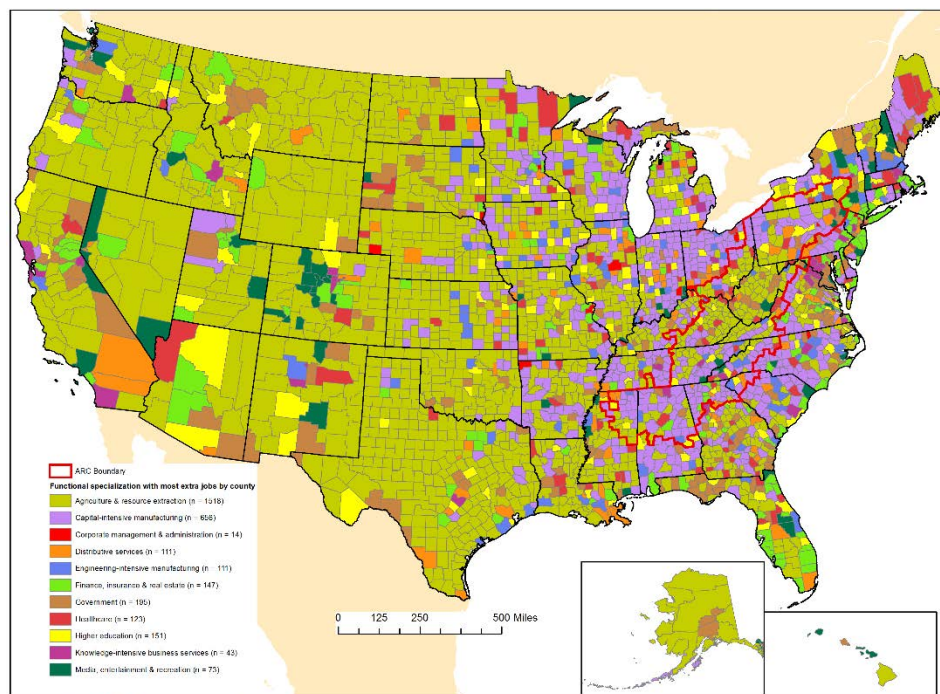 ARC Boundary
Functional specialization with most extra jobs by county
Agriculture & resource extraction (n = 1518)
Capital-intensive manufacturing (n = 656)
Corporate management & administration (n = 14)
Distributive services (n = 111)
Engineering-intensive manufacturing (n = 111)
Finance, insurance & real estate (n = 147)
Government (n = 195)
Healthcare (n = 123)
Higher education (n = 151)
Knowledge-intensive business services (n = 43)
Media, entertainment & recreation (n = 73)
0 125 250 500 Miles